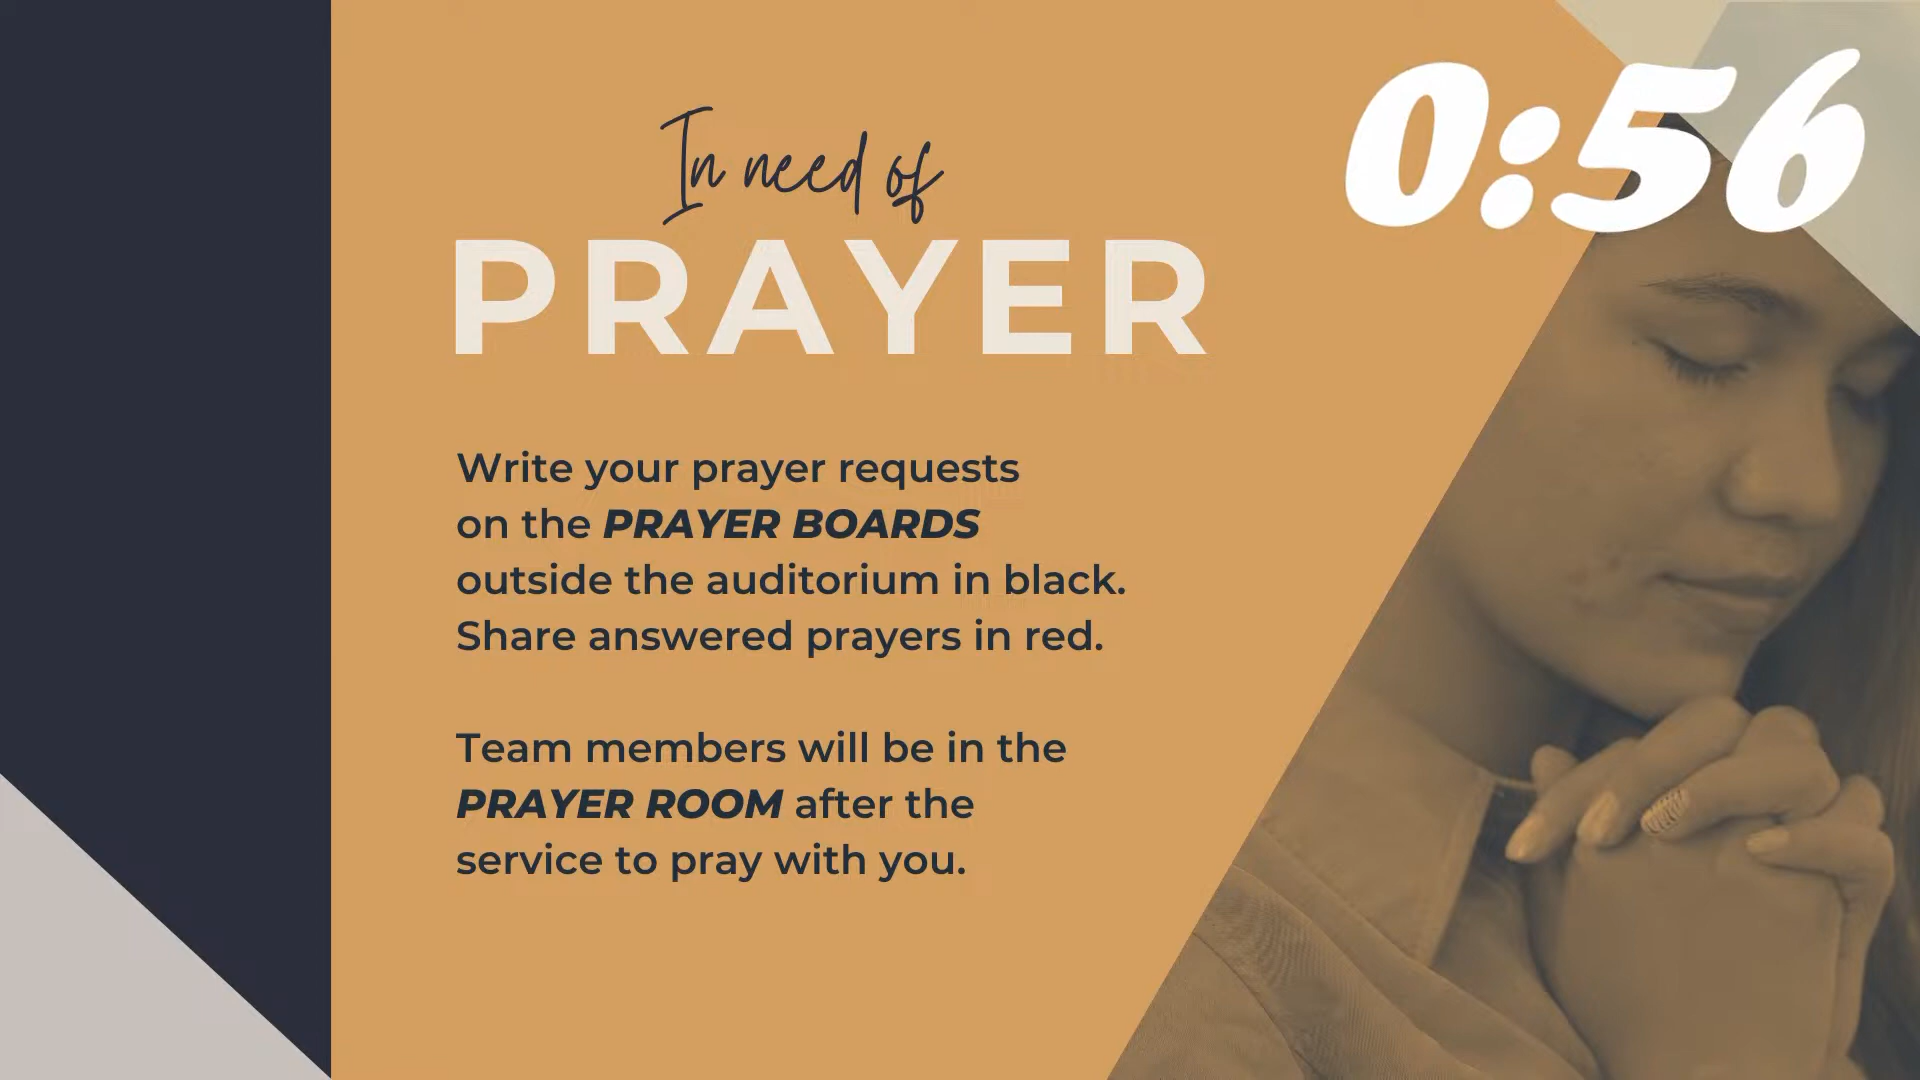 0:56
In need of
PRAYER
Write your prayer requests
on the PRAYER BOARDS
outside the auditorium in black.
Share answered prayers in red.
Team members will be in the
PRAYER ROOM after the
service to pray with you.